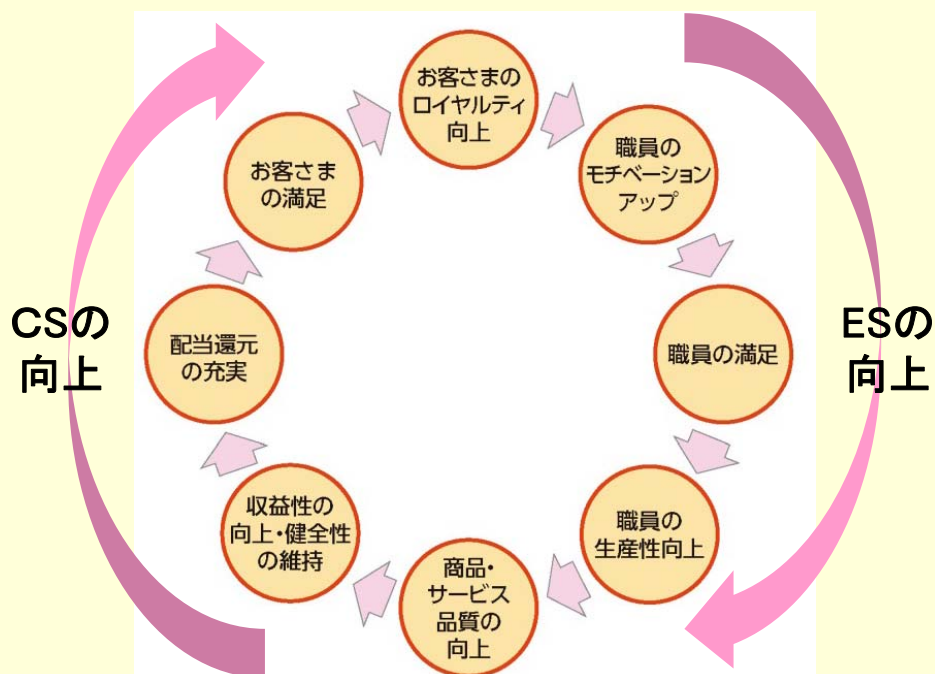 お客さまの
ロイヤルティ
向上
職員の
モチベーション
アップ
職員の満足
職員の
生産性向上
商品・
サービス
品質の
向上
収益性の
向上・健全性
の維持
配当還元
の充実
お客さま
の満足
CSの
向上
ESの
向上